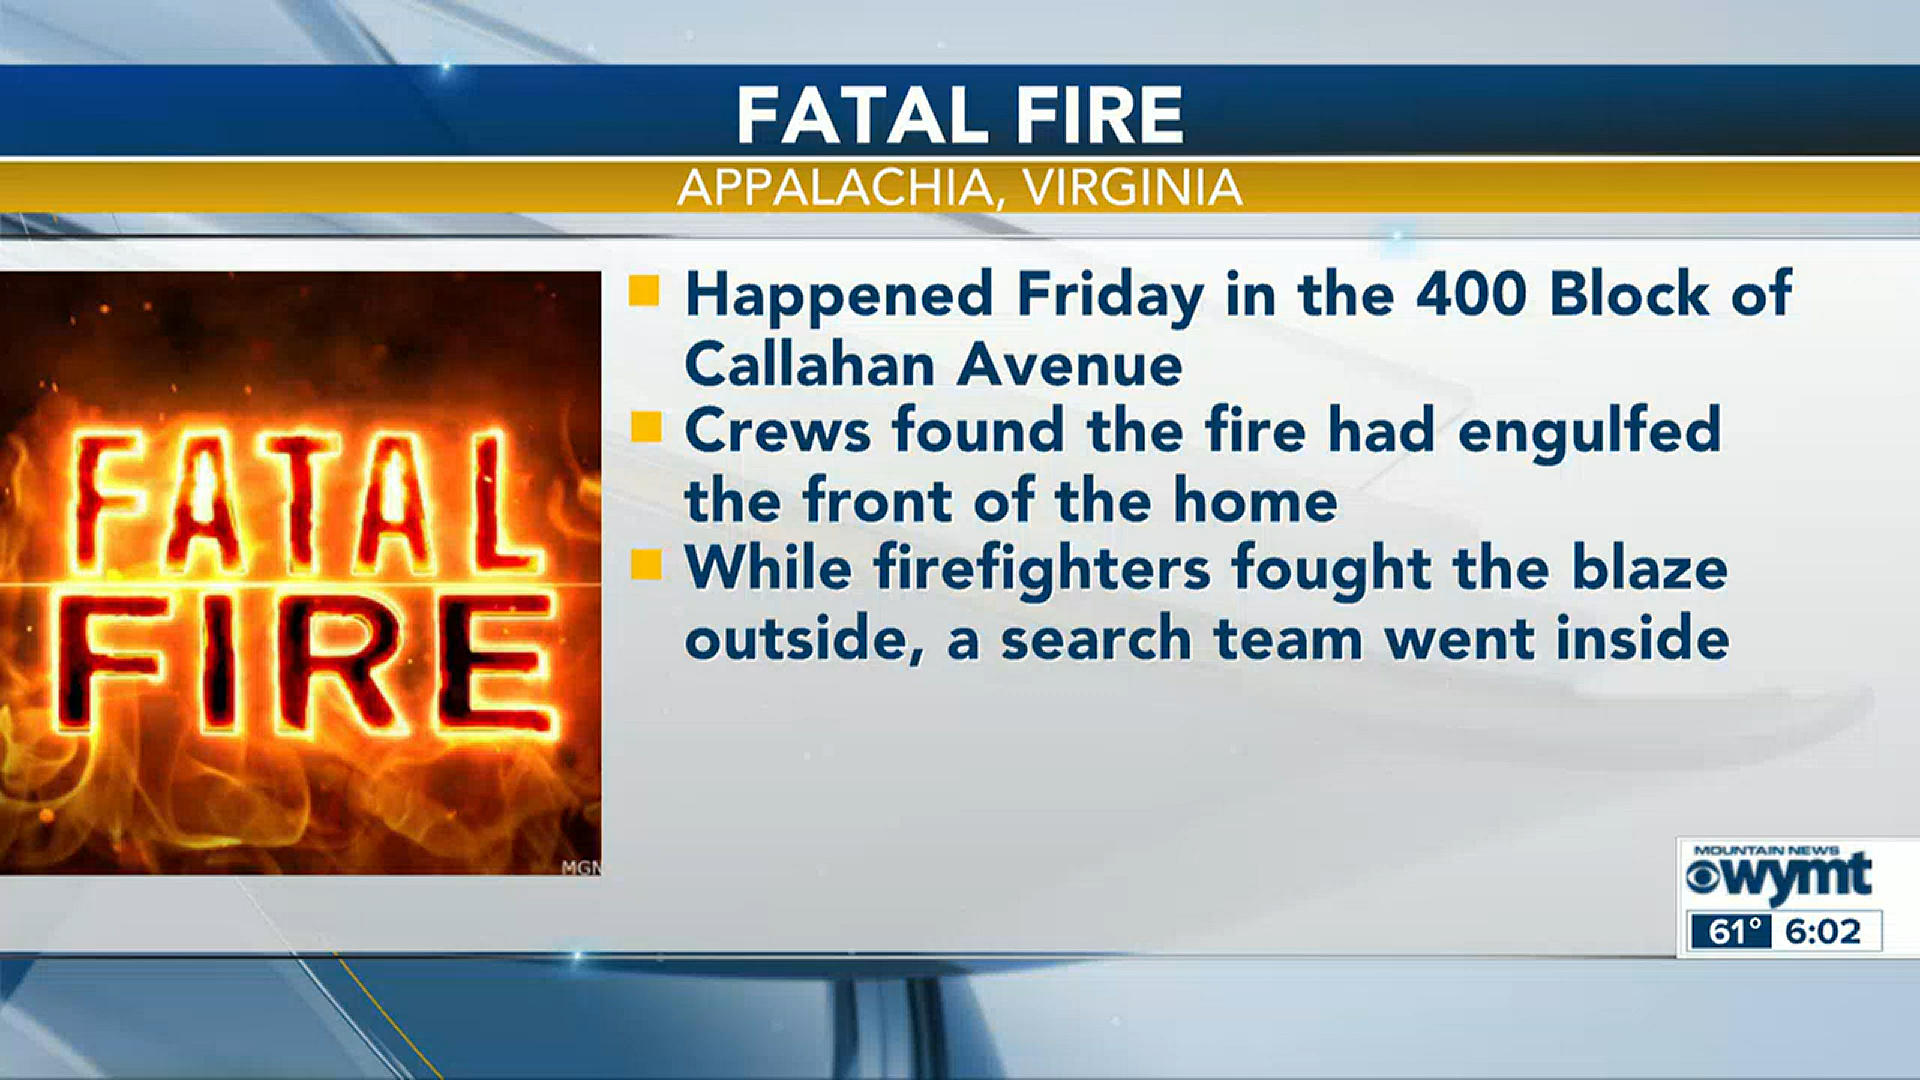 FATAL FIRE
APPALACHIA, VIRGINIA
FATAL
FIRE
MGN
Happened Friday in the 400 Block of
Callahan Avenue
Crews found the fire had engulfed
the front of the home
While firefighters fought the blaze
outside, a search team went inside
MOUNTAIN NEWS
wymt
61° 6:02